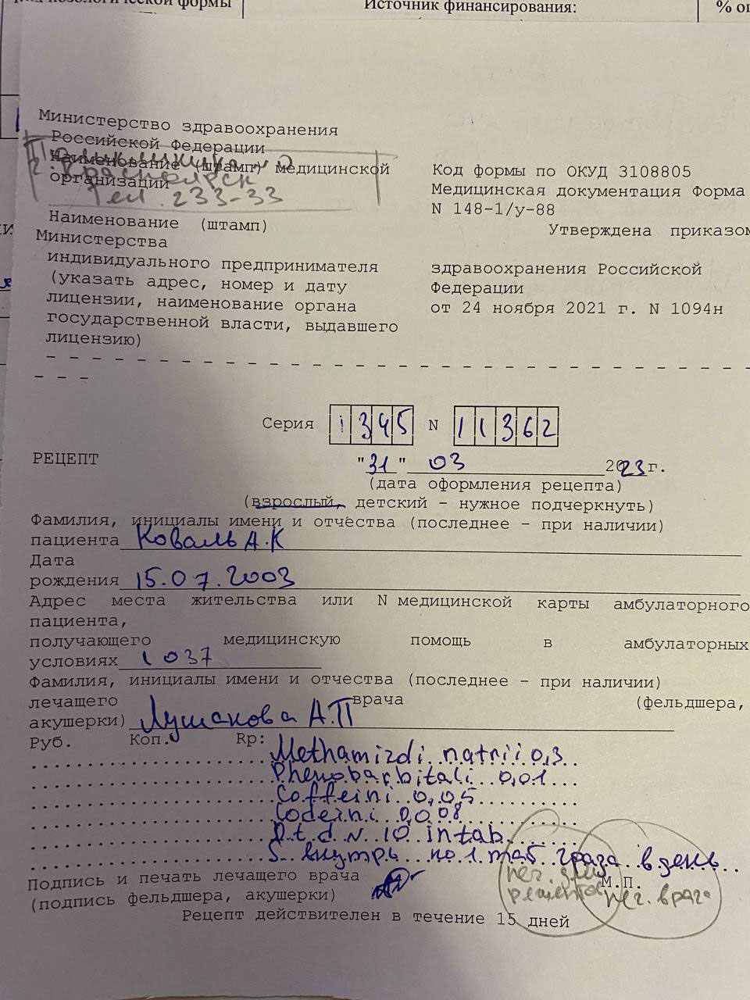 нозологической формы
Источник финансирования:
Министерство здравоохранения
Российской Федерации
Наименование (штамп) медицинской
организации
г. Красноярск
Тел. 233-33
Код формы по ОКУД 3108805
Медицинская документация Форма
N 148-1/у-88
Утверждена приказом
Наименование (штамп)
Министерства
индивидуального предпринимателя
(указать адрес, номер и дату
лицензии, наименование органа
государственной власти, выдавшего
лицензию)
здравоохранения Российской
Федерации
от 24 ноября 2021 г. N 1094н
Серия 1345 N 11362
РЕЦЕПТ "31" 03 2023 г.
(дата оформления рецепта)
(взрослый, детский - нужное подчеркнуть)
Фамилия, инициалы имени и отчества (последнее - при наличии)
пациента Коваль А.К
Дата
рождения 15.07.2003
Адрес места жительства или N медицинской карты амбулаторного
пациента,
получающего медицинскую помощь в амбулаторных
условиях 1037
Фамилия, инициалы имени и отчества (последнее - при наличии)
лечащего врача (фельдшера,
акушерки) Лушакова А.П
Руб. Коп. Rp: Methamizoli natrii 0,3
Phenobarbitali 0,01
Coffeini 0,05
Codeini 0,008
D.t.d. N 10 in tab.
S. внутрь по 1 таб 2 раза в день
Подпись и печать лечащего врача М.П.
(подпись фельдшера, акушерки)
печ. для
рецептов
печ. врача
Рецепт действителен в течение 15 дней